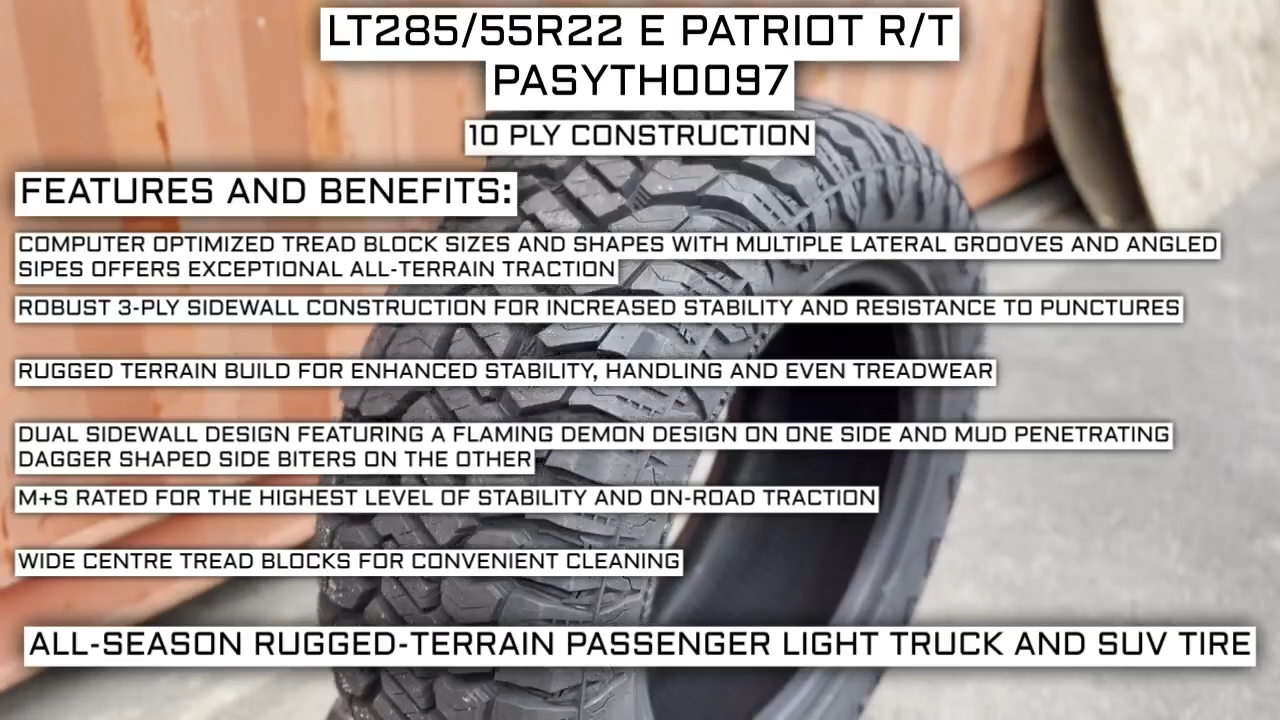 LT285/55R22 E PATRIOT R/T
PASYTH0097
10 PLY CONSTRUCTION
FEATURES AND BENEFITS:
COMPUTER OPTIMIZED TREAD BLOCK SIZES AND SHAPES WITH MULTIPLE LATERAL GROOVES AND ANGLED
SIPES OFFERS EXCEPTIONAL ALL-TERRAIN TRACTION
ROBUST 3-PLY SIDEWALL CONSTRUCTION FOR INCREASED STABILITY AND RESISTANCE TO PUNCTURES
RUGGED TERRAIN BUILD FOR ENHANCED STABILITY, HANDLING AND EVEN TREADWEAR
DUAL SIDEWALL DESIGN FEATURING A FLAMING DEMON DESIGN ON ONE SIDE AND MUD PENETRATING
DAGGER SHAPED SIDE BITERS ON THE OTHER
M+S RATED FOR THE HIGHEST LEVEL OF STABILITY AND ON-ROAD TRACTION
WIDE CENTRE TREAD BLOCKS FOR CONVENIENT CLEANING
ALL-SEASON RUGGED-TERRAIN PASSENGER LIGHT TRUCK AND SUV TIRE